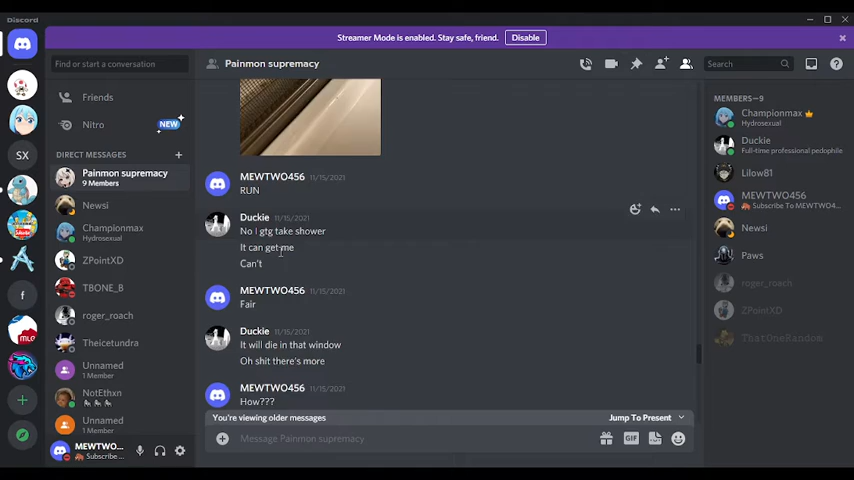 Discord
Streamer Mode is enabled. Stay safe, friend.
Disable
Find or start a conversation
Painmon supremacy
Search
Friends
Nitro
NEW
DIRECT MESSAGES
Painmon supremacy
9 Members
Newsi
Championmax
Hydrosexual
ZPointXD
TBONE_B
roger_roach
Theicetundra
Unnamed
NotEthxn
Unnamed
MEWTWO...
Subscribe ...
SX
f
MLG
MEWTWO456 11/15/2021
RUN
Duckie 11/15/2021
No I gtg take shower
It can get me
Can't
MEWTWO456 11/15/2021
Fair
Duckie 11/15/2021
It will die in that window
Oh shit there's more
MEWTWO456 11/15/2021
How???
You're viewing older messages
Jump To Present
Message Painmon supremacy
GIF
MEMBERS—9
Championmax
Hydrosexual
Duckie
Full-time professional pedophile
Lilow81
MEWTWO456
Subscribe To MEWTWO4...
Newsi
Paws
roger_roach
ZPointXD
ThatOneRandom